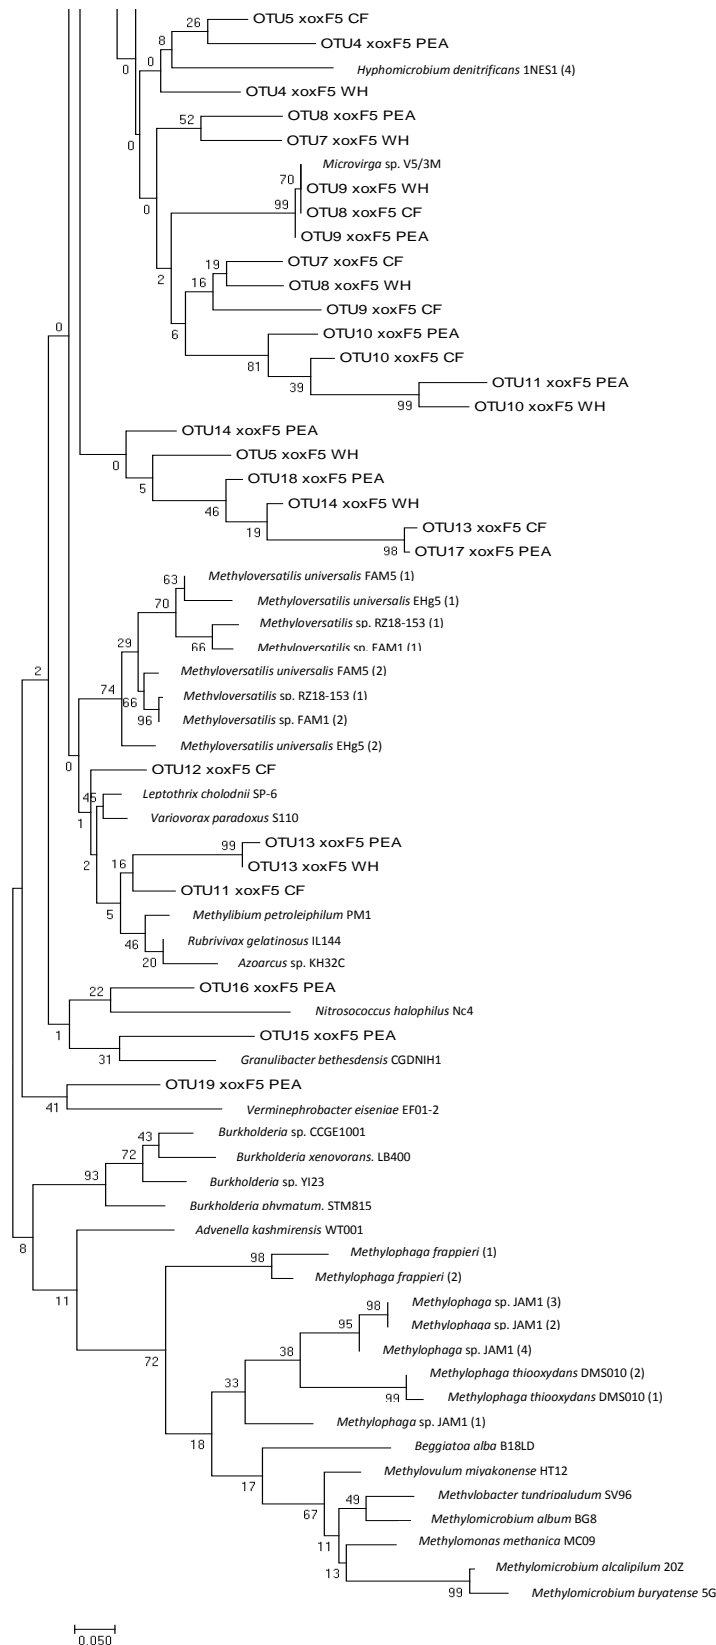 OTU5 xoxF5 CF
26
8
OTU4 xoxF5 PEA
0
0
Hyphomicrobium denitrificans 1NES1 (4)
OTU4 xoxF5 WH
OTU8 xoxF5 PEA
52
0
OTU7 xoxF5 WH
Microvirga sp. V5/3M
70
OTU9 xoxF5 WH
99
0
OTU8 xoxF5 CF
OTU9 xoxF5 PEA
19
OTU7 xoxF5 CF
2
16
OTU8 xoxF5 WH
OTU9 xoxF5 CF
0
6
OTU10 xoxF5 PEA
OTU10 xoxF5 CF
81
39
OTU11 xoxF5 PEA
99
OTU10 xoxF5 WH
OTU14 xoxF5 PEA
0
OTU5 xoxF5 WH
5
OTU18 xoxF5 PEA
OTU14 xoxF5 WH
46
19
OTU13 xoxF5 CF
98
OTU17 xoxF5 PEA
63
Methyloversatilis universalis FAM5 (1)
70
Methyloversatilis universalis EHg5 (1)
Methyloversatilis sp. RZ18-153 (1)
29
66
Methyloversatilis sp. FAM1 (1)
2
Methyloversatilis universalis FAM5 (2)
74
66
Methyloversatilis sp. RZ18-153 (1)
96
Methyloversatilis sp. FAM1 (2)
Methyloversatilis universalis EHg5 (2)
0
OTU12 xoxF5 CF
45
Leptothrix cholodnii SP-6
1
Variovorax paradoxus S110
99
OTU13 xoxF5 PEA
2
16
OTU13 xoxF5 WH
OTU11 xoxF5 CF
5
Methylibium petroleiphilum PM1
46
Rubrivivax gelatinosus IL144
20
Azoarcus sp. KH32C
22
OTU16 xoxF5 PEA
Nitrosococcus halophilus Nc4
1
OTU15 xoxF5 PEA
31
Granulibacter bethesdensis CGDNIH1
OTU19 xoxF5 PEA
41
Verminephrobacter eiseniae EF01-2
43
Burkholderia sp. CCGE1001
72
Burkholderia xenovorans. LB400
93
Burkholderia sp. YI23
Burkholderia phymatum. STM815
Advenella kashmirensis WT001
8
98
Methylophaga frappieri (1)
Methylophaga frappieri (2)
11
98
Methylophaga sp. JAM1 (3)
95
Methylophaga sp. JAM1 (2)
38
Methylophaga sp. JAM1 (4)
72
33
Methylophaga thiooxydans DMS010 (2)
99
Methylophaga thiooxydans DMS010 (1)
Methylophaga sp. JAM1 (1)
18
Beggiatoa alba B18LD
17
Methylovulum miyakonense HT12
49
Methylobacter tundripaludum SV96
67
Methylomicrobium album BG8
11
Methylomonas methanica MC09
13
Methylomicrobium alcalipilum 20Z
99
Methylomicrobium buryatense 5G
0.050